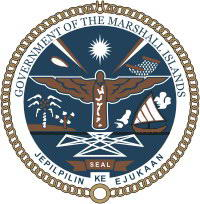 GOVERNMENT OF THE MARSHALL ISLANDS
SEAL
JEPILPILIN KE EJUKAAN